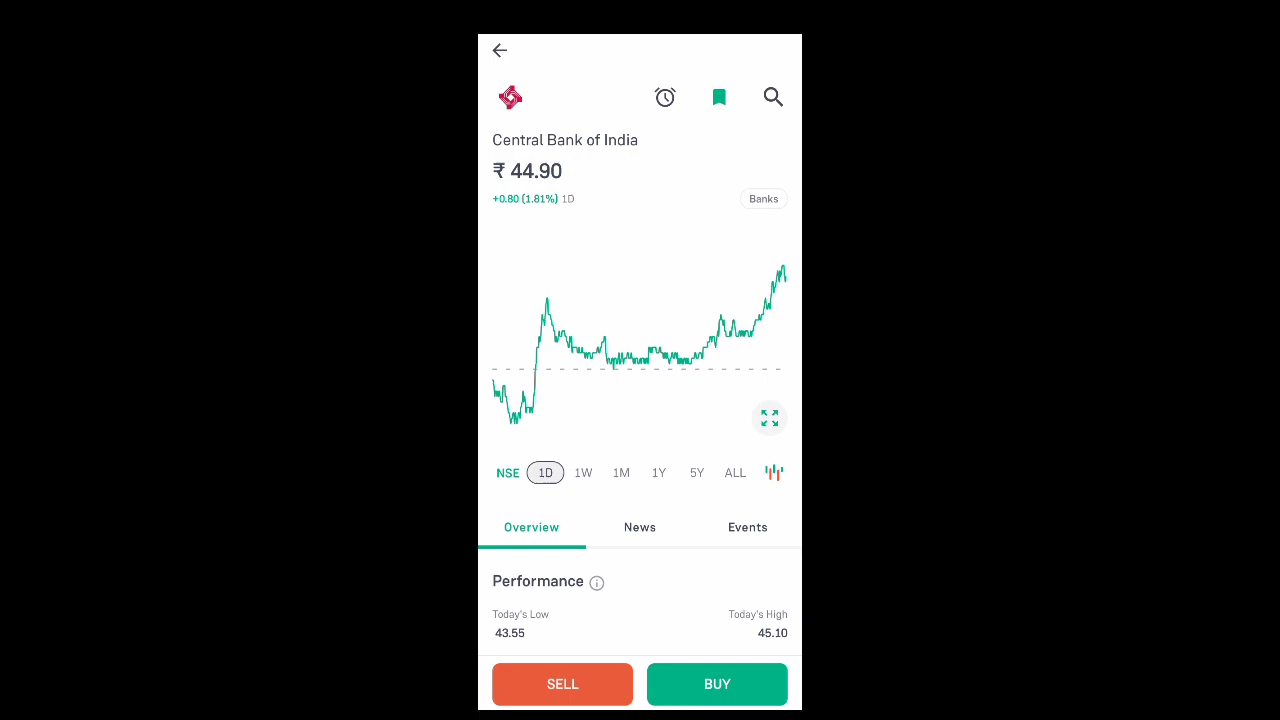 Central Bank of India
₹ 44.90
+0.80 (1.81%) 1D
Banks
NSE 1D 1W 1M 1Y 5Y ALL
Overview News Events
Performance
Today's Low Today's High
43.55 45.10
SELL BUY